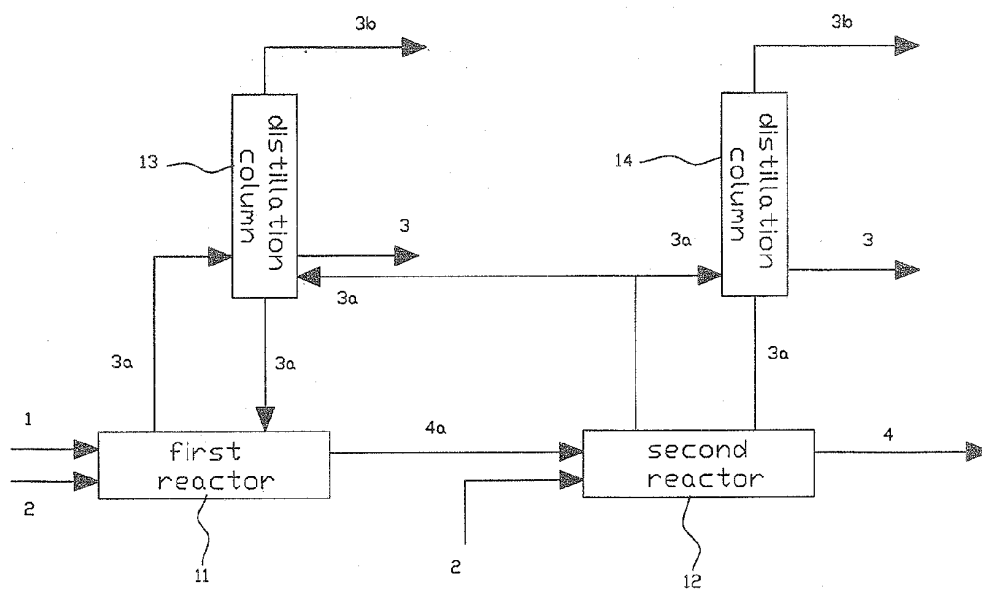 3b
3b
distillation
column
distillation
column
13
14
3
3a
3
3a
3a
3a
3a
1
4a
4
first
reactor
second
reactor
2
2
11
12